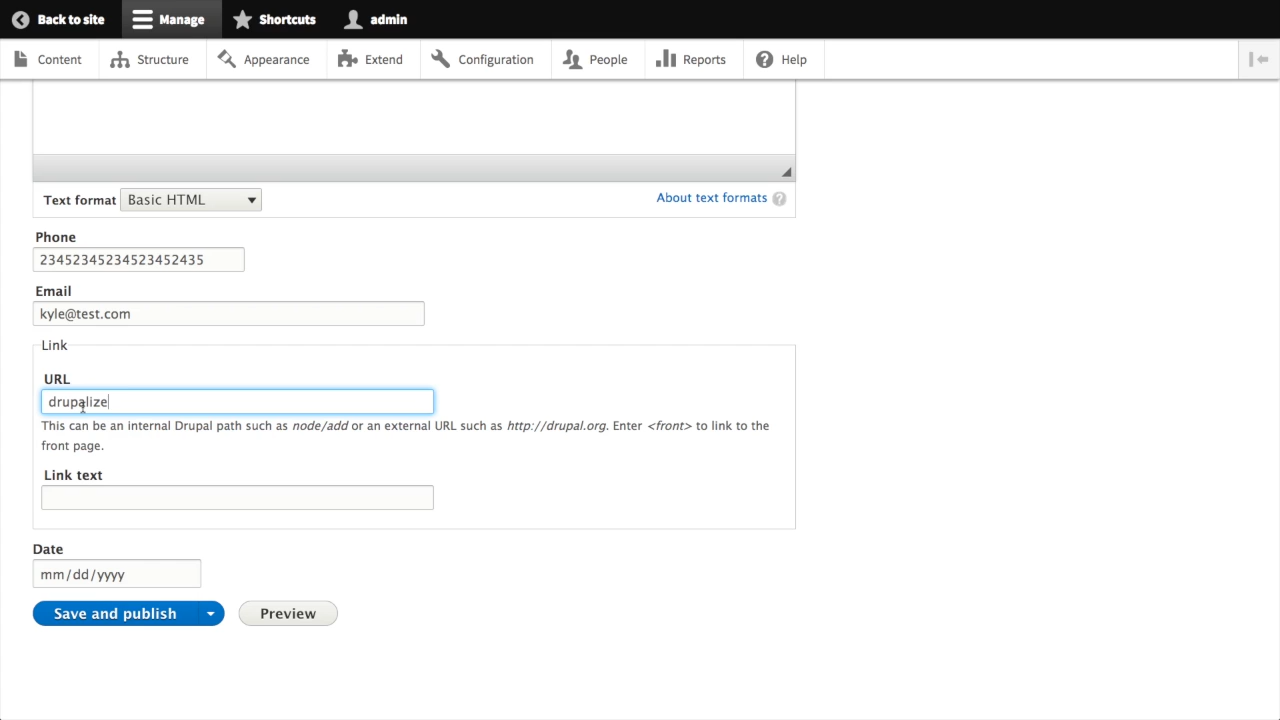 Back to site Manage Shortcuts admin
Content Structure Appearance Extend Configuration People Reports Help
Text format Basic HTML About text formats ?
Phone
23452345234523452435
Email
kyle@test.com
Link
URL
drupalize
This can be an internal Drupal path such as node/add or an external URL such as http://drupal.org. Enter <front> to link to the
front page.
Link text
Date
mm/dd/yyyy
Save and publish Preview